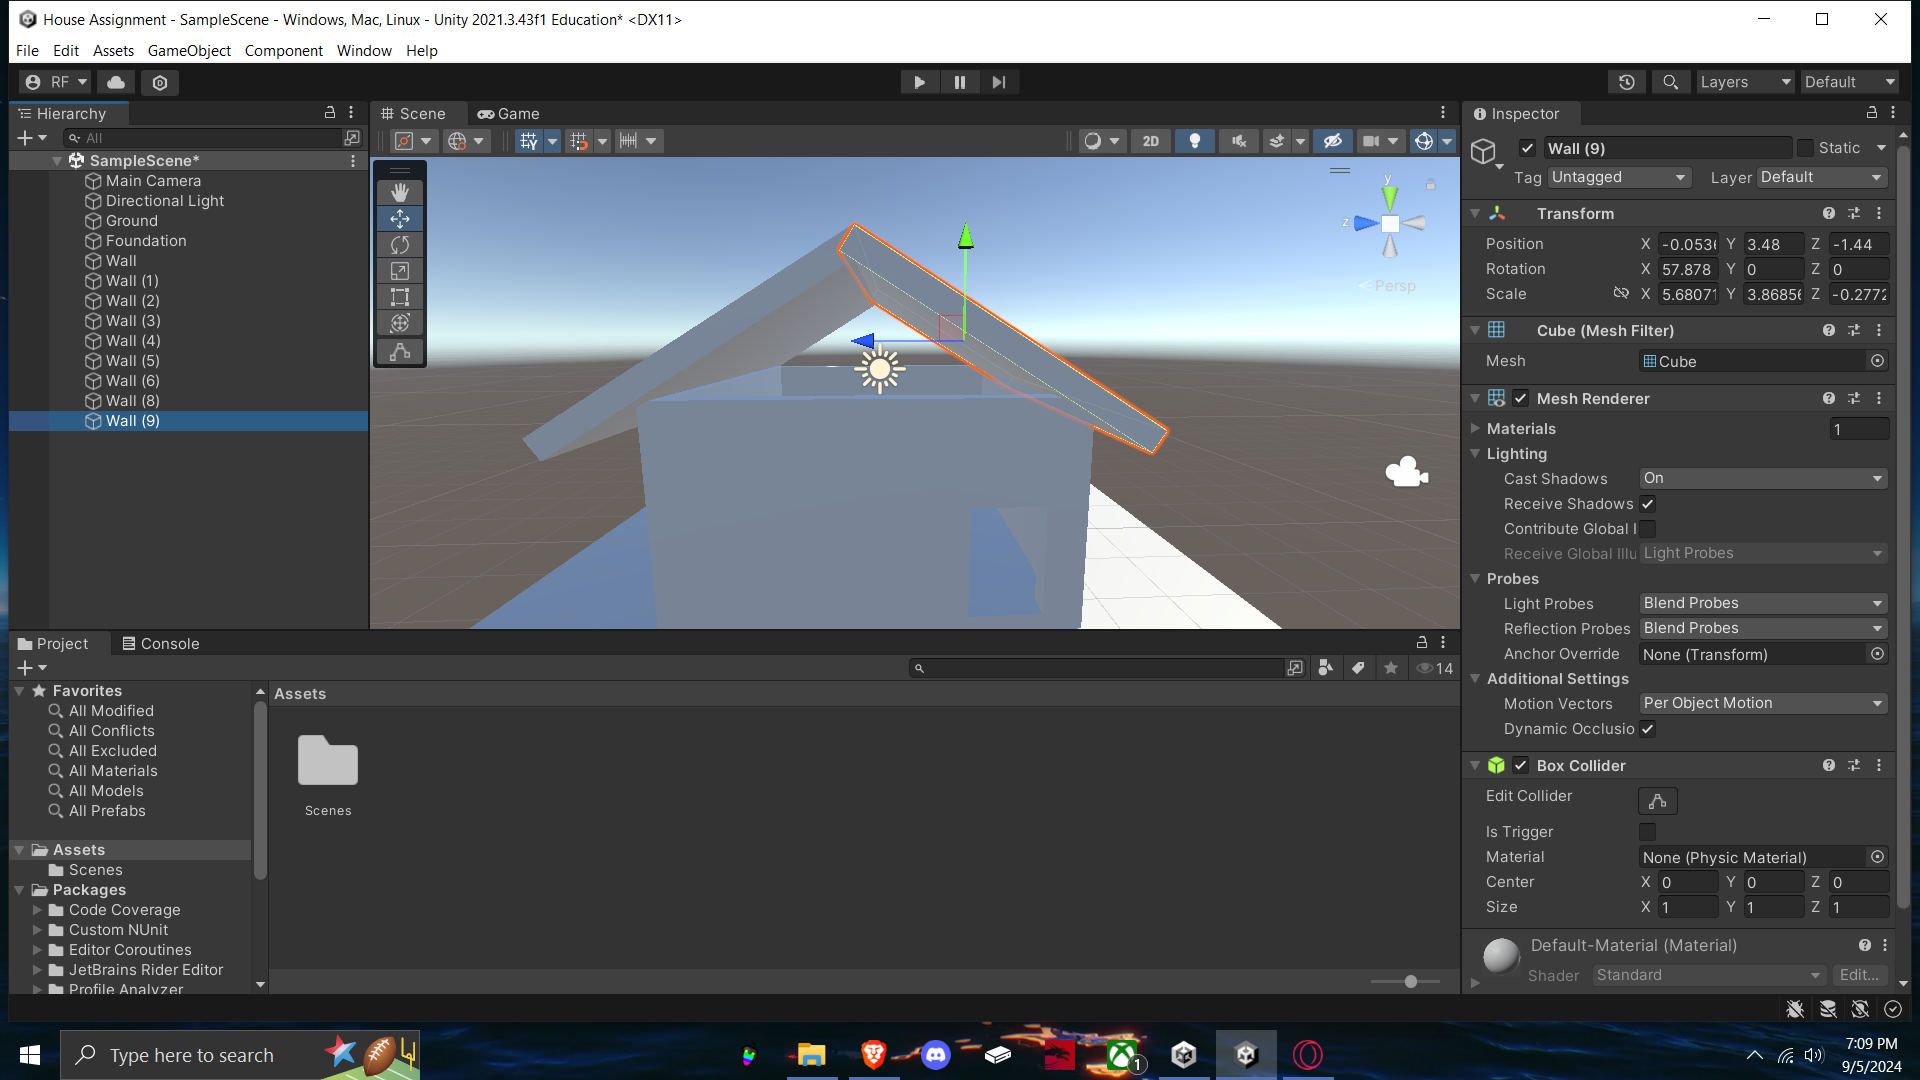 House Assignment - SampleScene - Windows, Mac, Linux - Unity 2021.3.43f1 Education* <DX11>
File Edit Assets GameObject Component Window Help
RF Layers Default
Hierarchy
All
SampleScene*
Main Camera
Directional Light
Ground
Foundation
Wall
Wall (1)
Wall (2)
Wall (3)
Wall (4)
Wall (5)
Wall (6)
Wall (8)
Wall (9)
Scene Game
2D
y
z
Persp
Inspector
Wall (9) Static
Tag Untagged Layer Default
Transform
Position X -0.053 Y 3.48 Z -1.44
Rotation X 57.878 Y 0 Z 0
Scale X 5.68071 Y 3.8685 Z -0.2772
Cube (Mesh Filter)
Mesh Cube
Mesh Renderer
Materials 1
Lighting
Cast Shadows On
Receive Shadows
Contribute Global I
Receive Global Illu Light Probes
Probes
Light Probes Blend Probes
Reflection Probes Blend Probes
Anchor Override None (Transform)
Additional Settings
Motion Vectors Per Object Motion
Dynamic Occlusio
Box Collider
Edit Collider
Is Trigger
Material None (Physic Material)
Center X 0 Y 0 Z 0
Size X 1 Y 1 Z 1
Default-Material (Material)
Shader Standard Edit...
Project Console
14
Favorites
All Modified
All Conflicts
All Excluded
All Materials
All Models
All Prefabs
Assets
Scenes
Packages
Code Coverage
Custom NUnit
Editor Coroutines
JetBrains Rider Editor
Profile Analyzer
Assets
Scenes
Type here to search
1
7:09 PM
9/5/2024